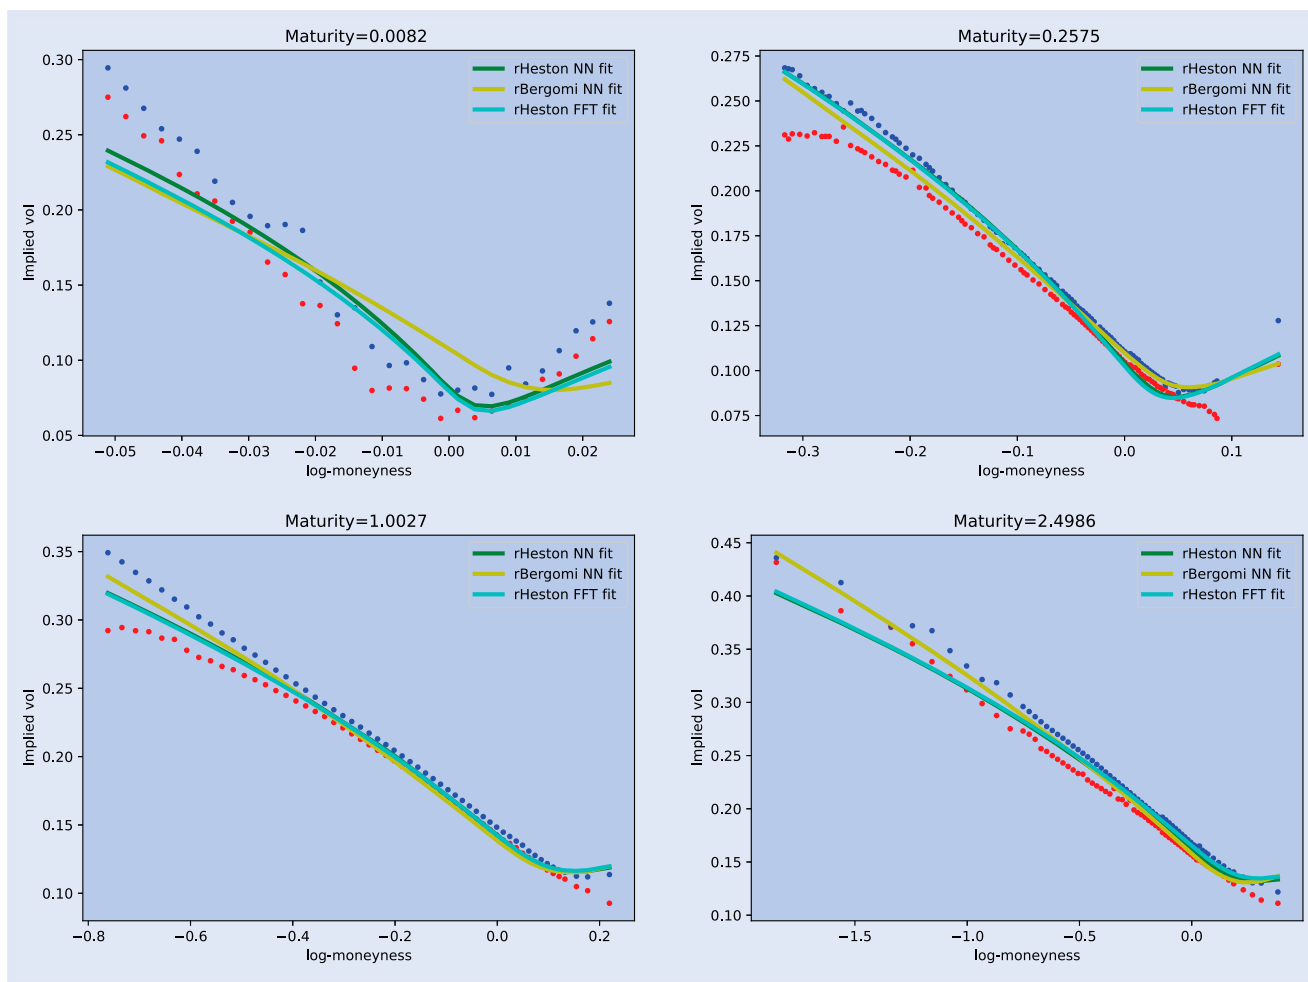 Maturity=0.0082
0.30
0.25
0.20
0.15
0.10
0.05
Implied vol
rHeston NN fit
rBergomi NN fit
rHeston FFT fit
−0.05 −0.04 −0.03 −0.02 −0.01 0.00 0.01 0.02
log-moneyness
Maturity=0.2575
0.275
0.250
0.225
0.200
0.175
0.150
0.125
0.100
0.075
Implied vol
rHeston NN fit
rBergomi NN fit
rHeston FFT fit
−0.3 −0.2 −0.1 0.0 0.1
log-moneyness
Maturity=1.0027
0.35
0.30
0.25
0.20
0.15
0.10
Implied vol
rHeston NN fit
rBergomi NN fit
rHeston FFT fit
−0.8 −0.6 −0.4 −0.2 0.0 0.2
log-moneyness
Maturity=2.4986
0.45
0.40
0.35
0.30
0.25
0.20
0.15
0.10
Implied vol
rHeston NN fit
rBergomi NN fit
rHeston FFT fit
−1.5 −1.0 −0.5 0.0
log-moneyness